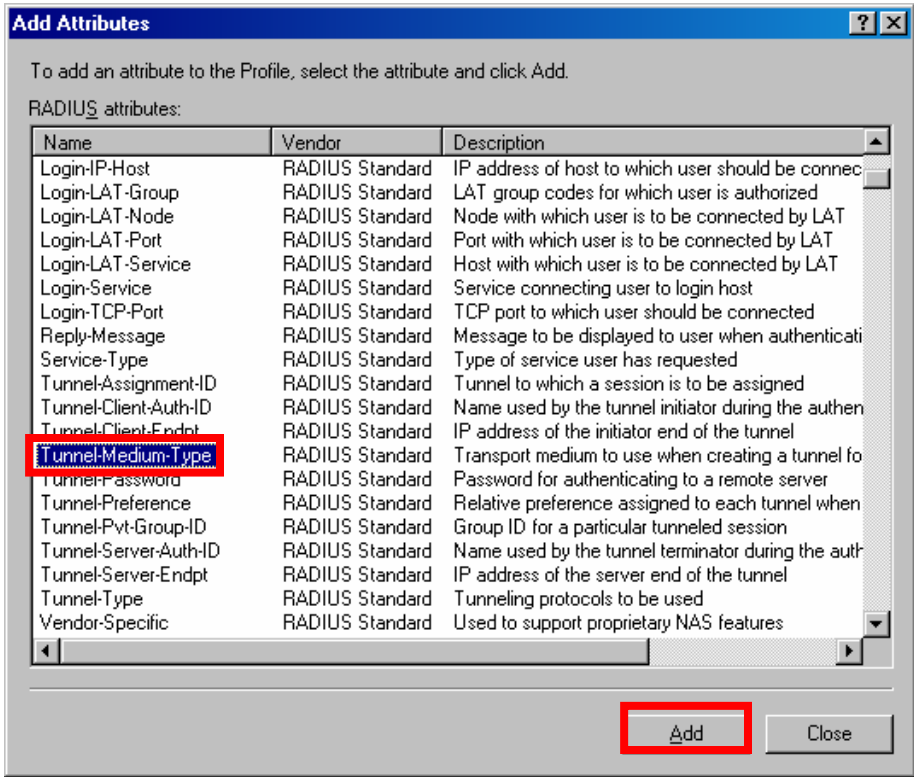 Add Attributes
To add an attribute to the Profile, select the attribute and click Add.
RADIUS attributes:
Name Vendor Description
Login-IP-Host RADIUS Standard IP address of host to which user should be connec
Login-LAT-Group RADIUS Standard LAT group codes for which user is authorized
Login-LAT-Node RADIUS Standard Node with which user is to be connected by LAT
Login-LAT-Port RADIUS Standard Port with which user is to be connected by LAT
Login-LAT-Service RADIUS Standard Host with which user is to be connected by LAT
Login-Service RADIUS Standard Service connecting user to login host
Login-TCP-Port RADIUS Standard TCP port to which user should be connected
Reply-Message RADIUS Standard Message to be displayed to user when authenticati
Service-Type RADIUS Standard Type of service user has requested
Tunnel-Assignment-ID RADIUS Standard Tunnel to which a session is to be assigned
Tunnel-Client-Auth-ID RADIUS Standard Name used by the tunnel initiator during the authen
Tunnel-Client-Endpt RADIUS Standard IP address of the initiator end of the tunnel
Tunnel-Medium-Type RADIUS Standard Transport medium to use when creating a tunnel fo
Tunnel-Password RADIUS Standard Password for authenticating to a remote server
Tunnel-Preference RADIUS Standard Relative preference assigned to each tunnel when
Tunnel-Pvt-Group-ID RADIUS Standard Group ID for a particular tunneled session
Tunnel-Server-Auth-ID RADIUS Standard Name used by the tunnel terminator during the auth
Tunnel-Server-Endpt RADIUS Standard IP address of the server end of the tunnel
Tunnel-Type RADIUS Standard Tunneling protocols to be used
Vendor-Specific RADIUS Standard Used to support proprietary NAS features
Add Close